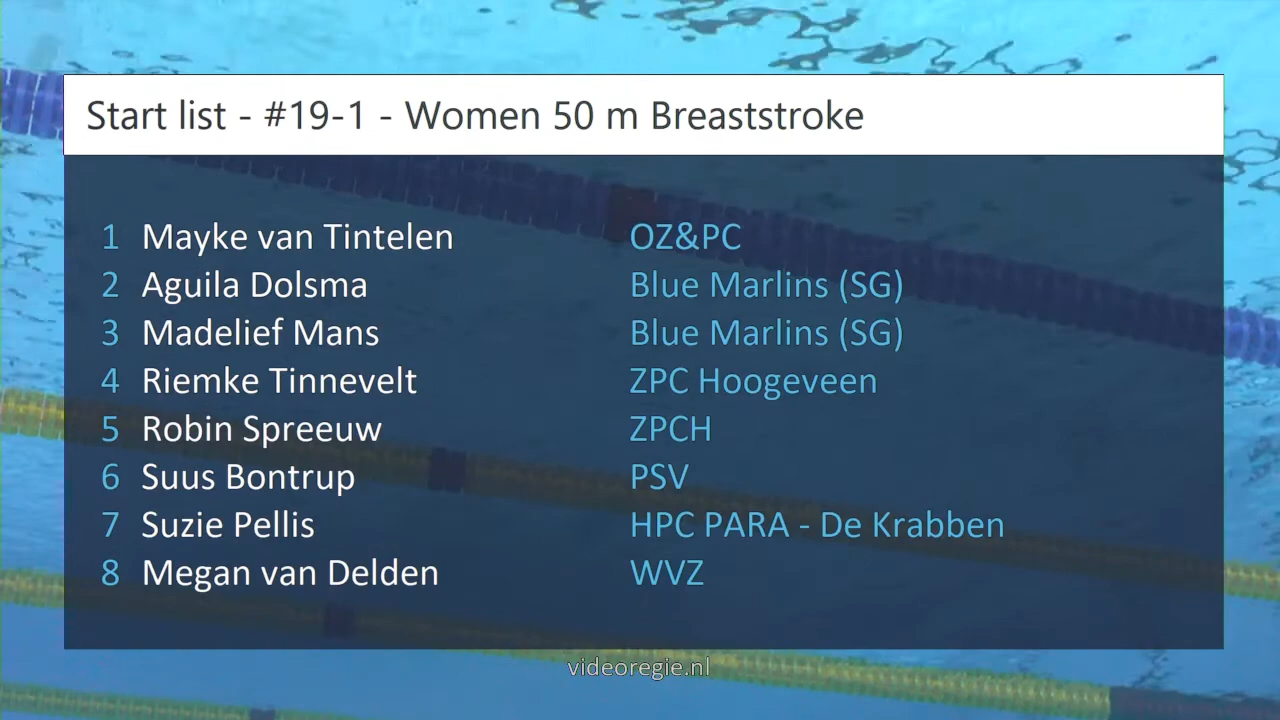 Start list - #19-1 - Women 50 m Breaststroke
1 Mayke van Tintelen OZ&PC
2 Aguila Dolsma Blue Marlins (SG)
3 Madelief Mans Blue Marlins (SG)
4 Riemke Tinnevelt ZPC Hoogeveen
5 Robin Spreeuw ZPCH
6 Suus Bontrup PSV
7 Suzie Pellis HPC PARA - De Krabben
8 Megan van Delden WVZ
videoregie.nl